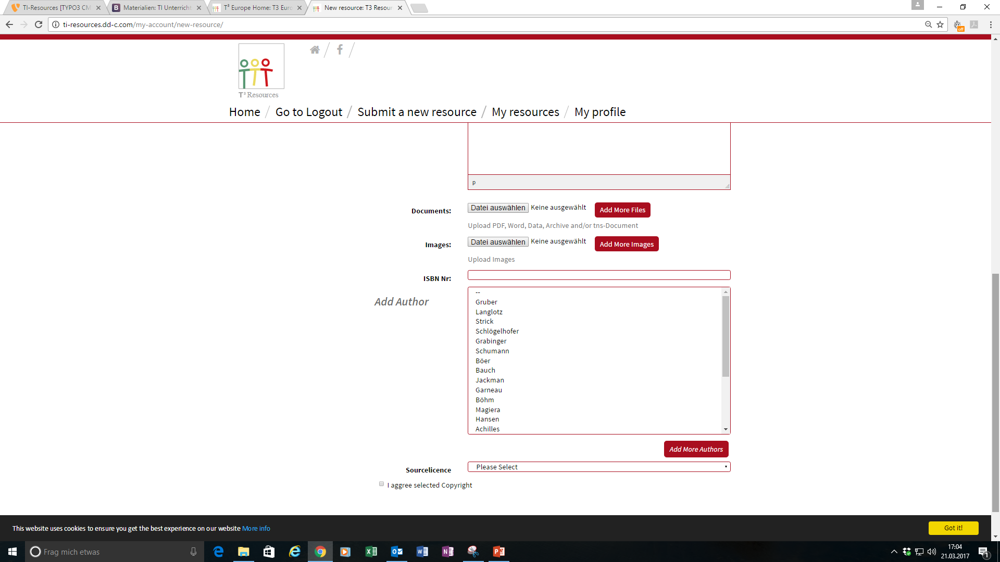 TI-Resources [TYPO3 CM
Materialien: TI Unterricht
T³ Europe Home: T3 Euro
New resource: T3 Resour
ti-resources.dd-c.com/my-account/new-resource/
off
T³ Resources
Home / Go to Logout / Submit a new resource / My resources / My profile
p
Documents: Datei auswählen Keine ausgewählt Add More Files
Upload PDF, Word, Data, Archive and/or tns-Document
Images: Datei auswählen Keine ausgewählt Add More Images
Upload Images
ISBN Nr:
Add Author
--
Gruber
Langlotz
Strick
Schlögelhofer
Grabinger
Schumann
Böer
Bauch
Jackman
Garneau
Böhm
Magiera
Hansen
Achilles
Add More Authors
Sourcelicence Please Select
I aggree selected Copyright
This website uses cookies to ensure you get the best experience on our website More info Got it!
Frag mich etwas
17:04
21.03.2017
1